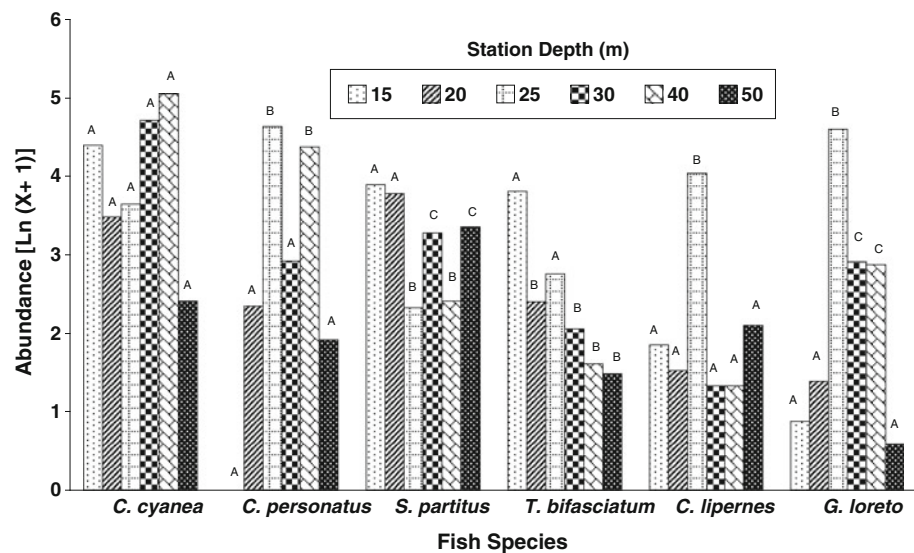 6
5
4
3
2
1
0
Abundance [Ln (X+ 1)]
Station Depth (m)
15 20 25 30 40 50
A A A A A A
A A B A B A
A A B C B C
A B A B B B
A A B A A A
A A B C C A
C. cyanea C. personatus S. partitus T. bifasciatum C. lipernes G. loreto
Fish Species